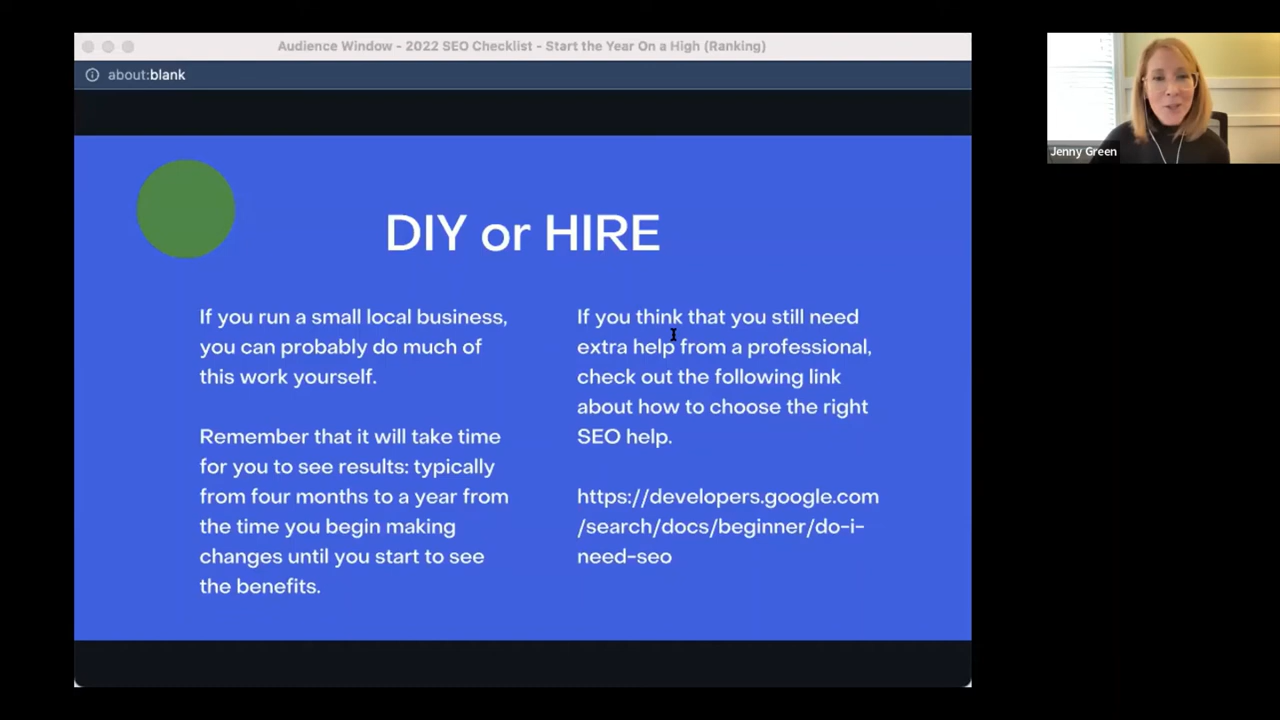 Audience Window - 2022 SEO Checklist - Start the Year On a High (Ranking)
about:blank
DIY or HIRE
If you run a small local business,
you can probably do much of
this work yourself.
Remember that it will take time
for you to see results: typically
from four months to a year from
the time you begin making
changes until you start to see
the benefits.
If you think that you still need
extra help from a professional,
check out the following link
about how to choose the right
SEO help.
https://developers.google.com
/search/docs/beginner/do-i-
need-seo
Jenny Green